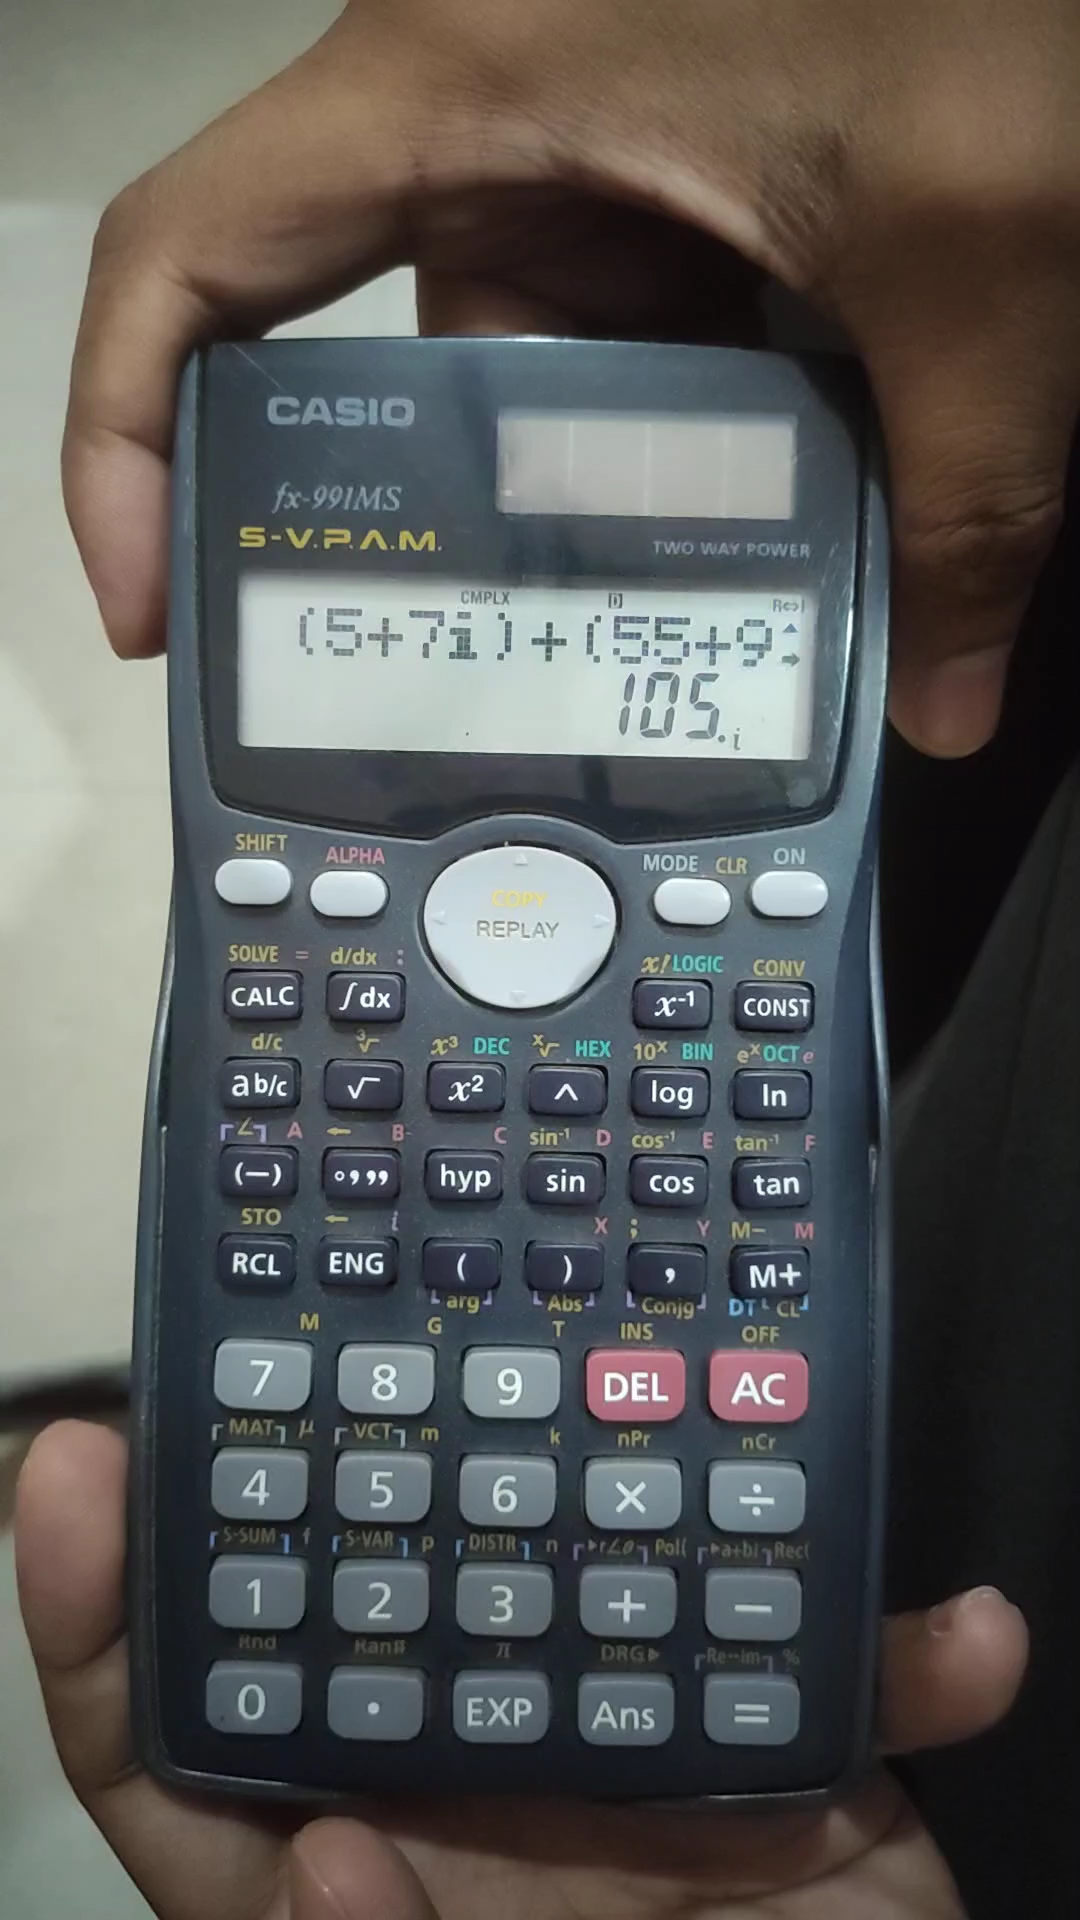 CASIO
fx-991MS
S-V.P.A.M.
TWO WAY POWER
CMPLX D R⇔I
(5+7i)+(55+9
105.i
SHIFT ALPHA MODE CLR ON
COPY
REPLAY
SOLVE = d/dx : x! LOGIC CONV
CALC ∫dx x⁻¹ CONST
d/c ³√ x³ DEC ˣ√ HEX 10ˣ BIN eˣ OCT e
ab/c √ x² ^ log ln
∠ A ← B C sin⁻¹ D cos⁻¹ E tan⁻¹ F
(−) °’’’ hyp sin cos tan
STO ← i X ; Y M− M
RCL ENG ( ) , M+
arg Abs Conjg DT CL
M G T INS OFF
7 8 9 DEL AC
MAT μ VCT m k nPr nCr
4 5 6 × ÷
S-SUM f S-VAR p DISTR n ▸r∠θ Pol( ▸a+bi Rec(
1 2 3 + −
Rnd Ran# π DRG▸ Re↔Im %
0 . EXP Ans =